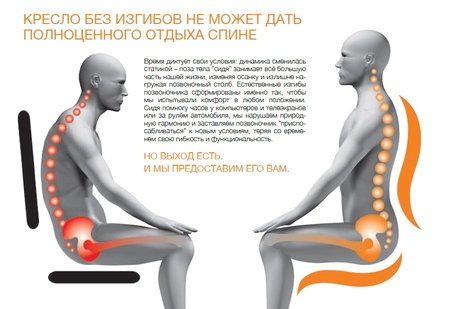 КРЕСЛО БЕЗ ИЗГИБОВ НЕ МОЖЕТ ДАТЬ
ПОЛНОЦЕННОГО ОТДЫХА СПИНЕ
Время диктует свои условия: динамика сменилась
статикой – поза тела "сидя" занимает всё большую
часть нашей жизни, изменяя осанку и излишне на-
гружая позвоночный столб. Естественные изгибы
позвоночника сформированы именно так, чтобы
мы испытывали комфорт в любом положении.
Сидя помногу часов у компьютеров и телеэкранов
или за рулём автомобиля, мы нарушаем природ-
ную гармонию и заставляем позвоночник "приспо-
сабливаться" к новым условиям, теряя со време-
нем свою гибкость и функциональность.
НО ВЫХОД ЕСТЬ.
И МЫ ПРЕДОСТАВИМ ЕГО ВАМ.